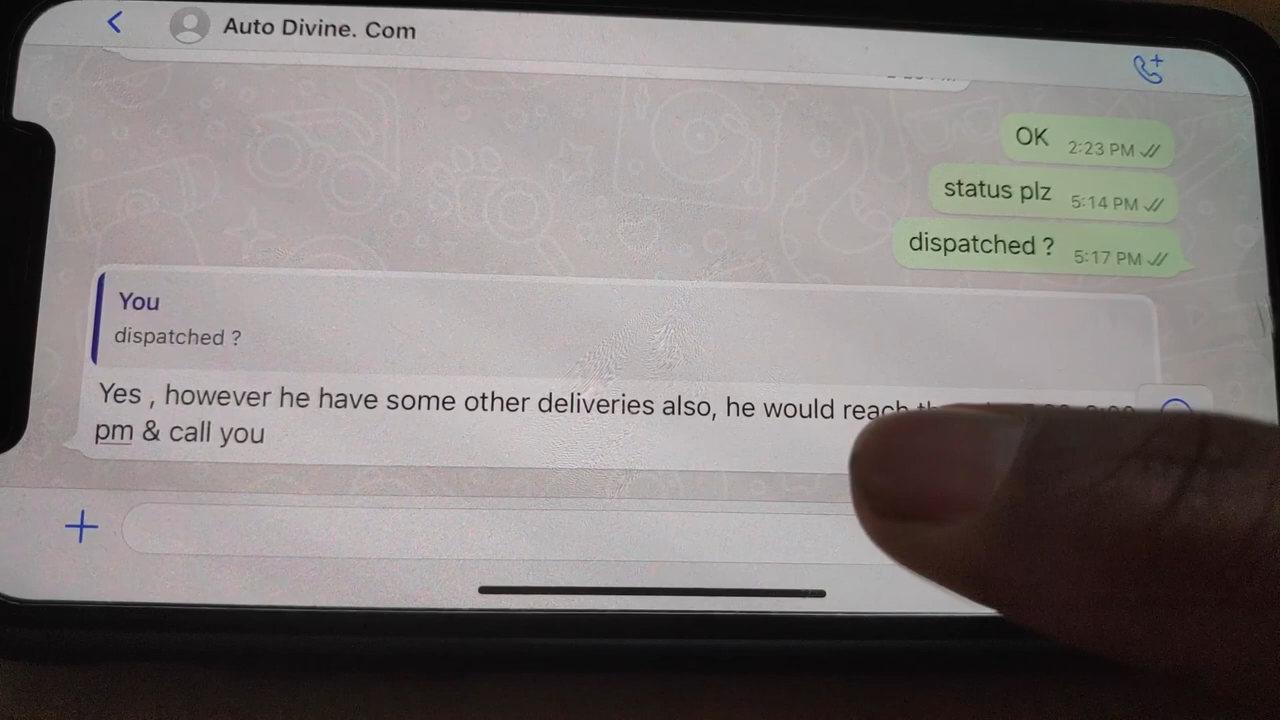 Auto Divine. Com
OK 2:23 PM
status plz 5:14 PM
dispatched ? 5:17 PM
You
dispatched ?
Yes , however he have some other deliveries also, he would reach
pm & call you